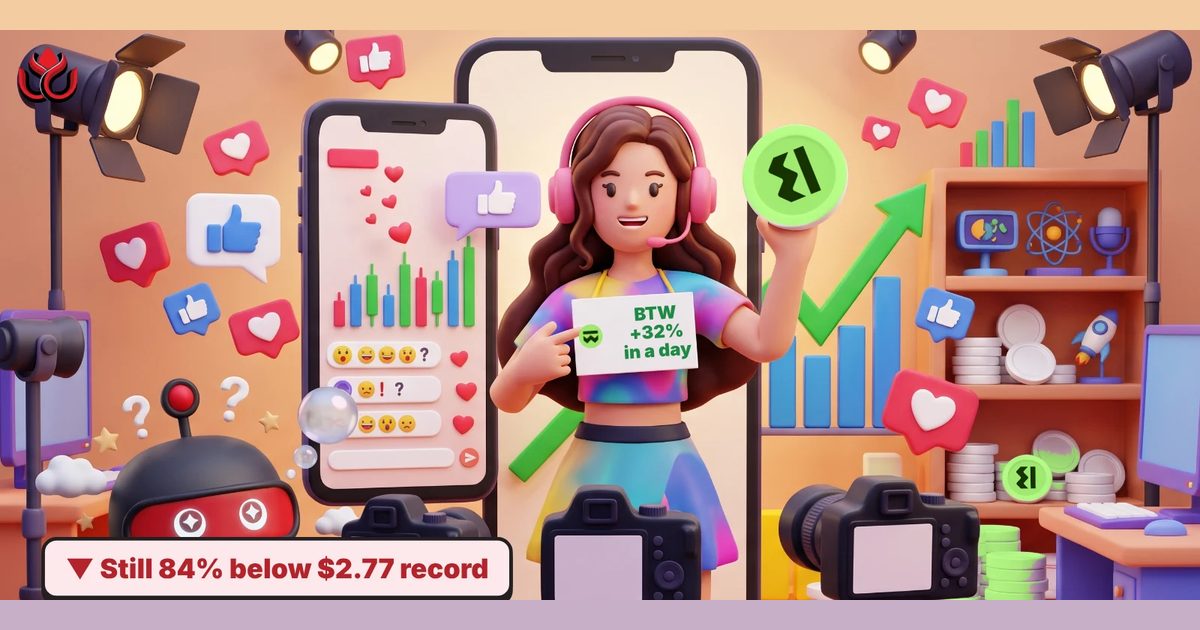 BTW
+32%
in a day
? ?
?
! ?
▼ Still 84% below $2.77 record